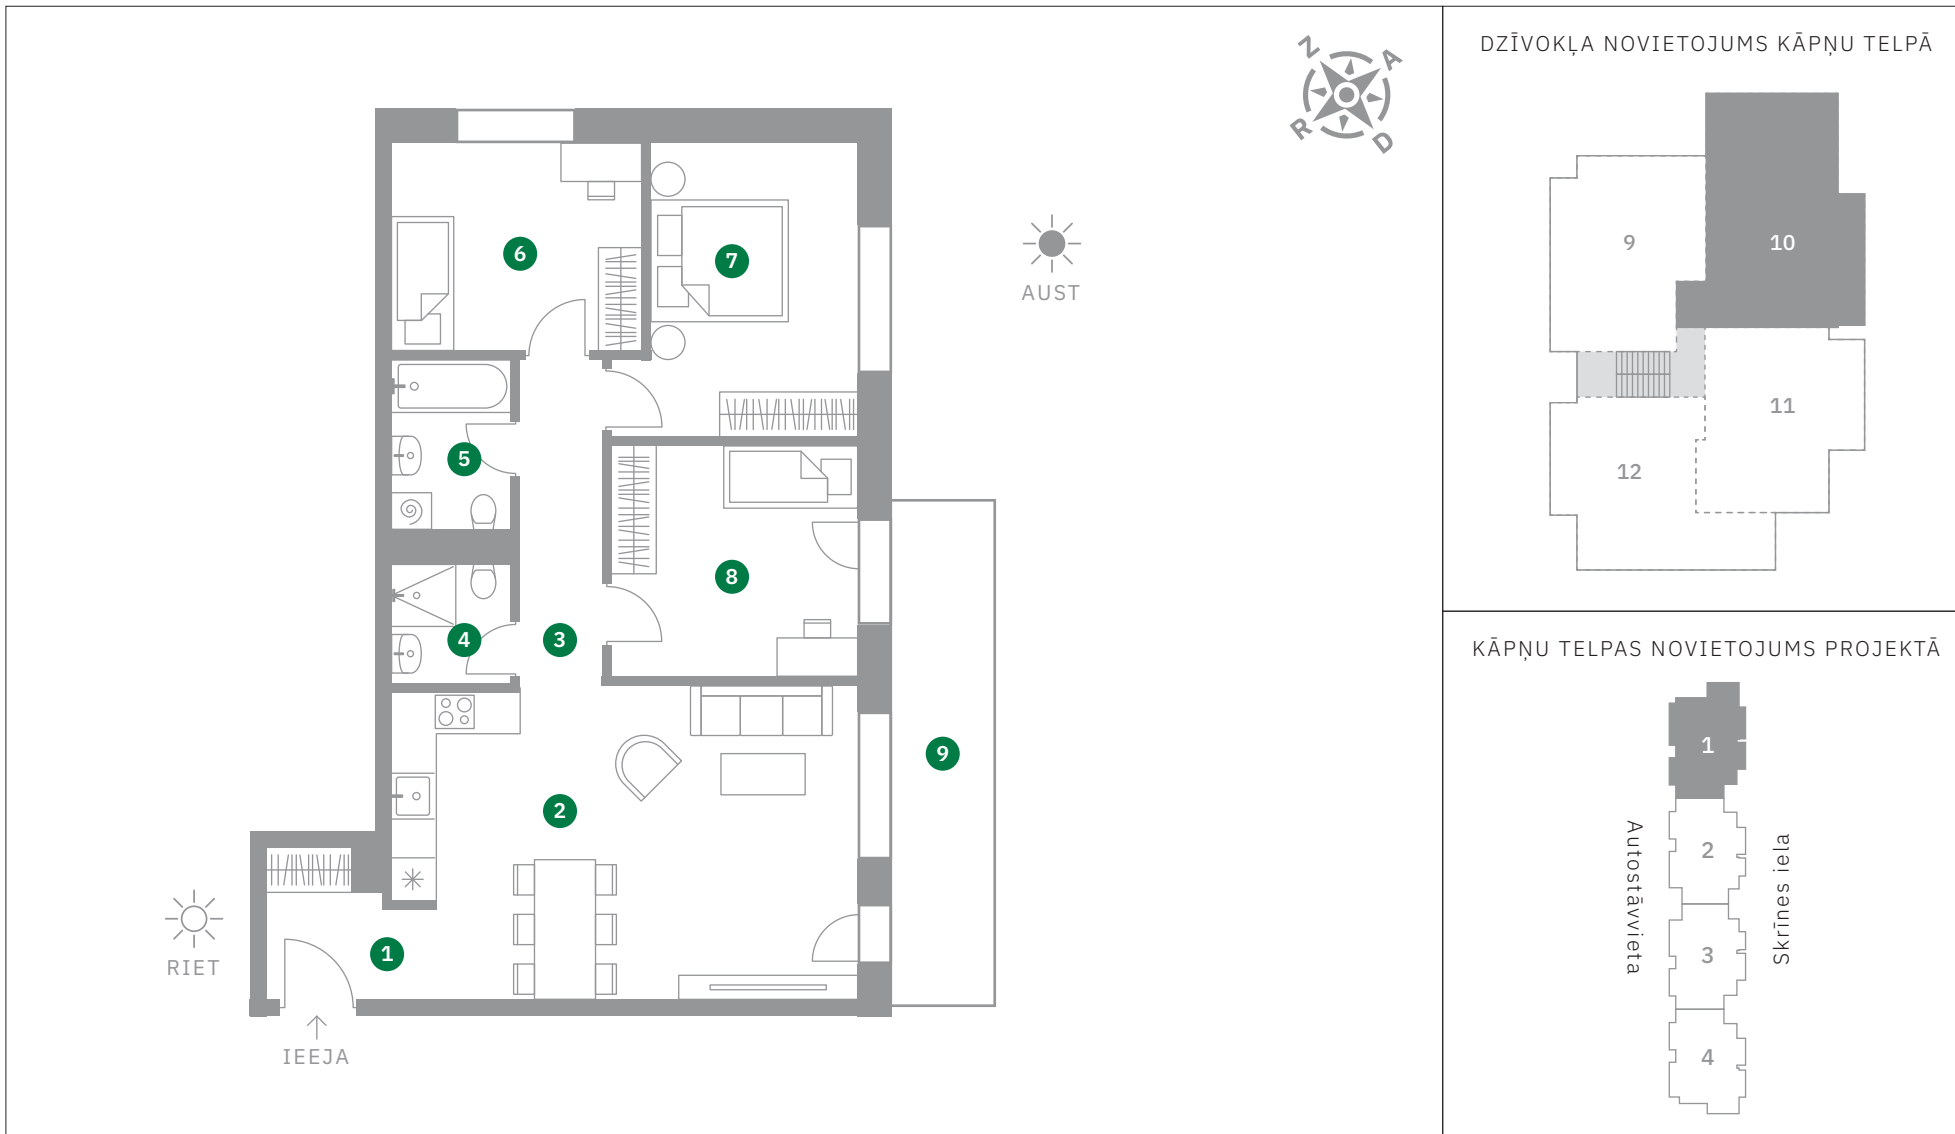 Z
A
R
D
AUST
6
7
5
8
4
3
9
2
1
RIET
IEEJA
DZĪVOKĻA NOVIETOJUMS KĀPŅU TELPĀ
9
10
11
12
KĀPŅU TELPAS NOVIETOJUMS PROJEKTĀ
1
2
3
4
Autostāvvieta
Skrīnes iela